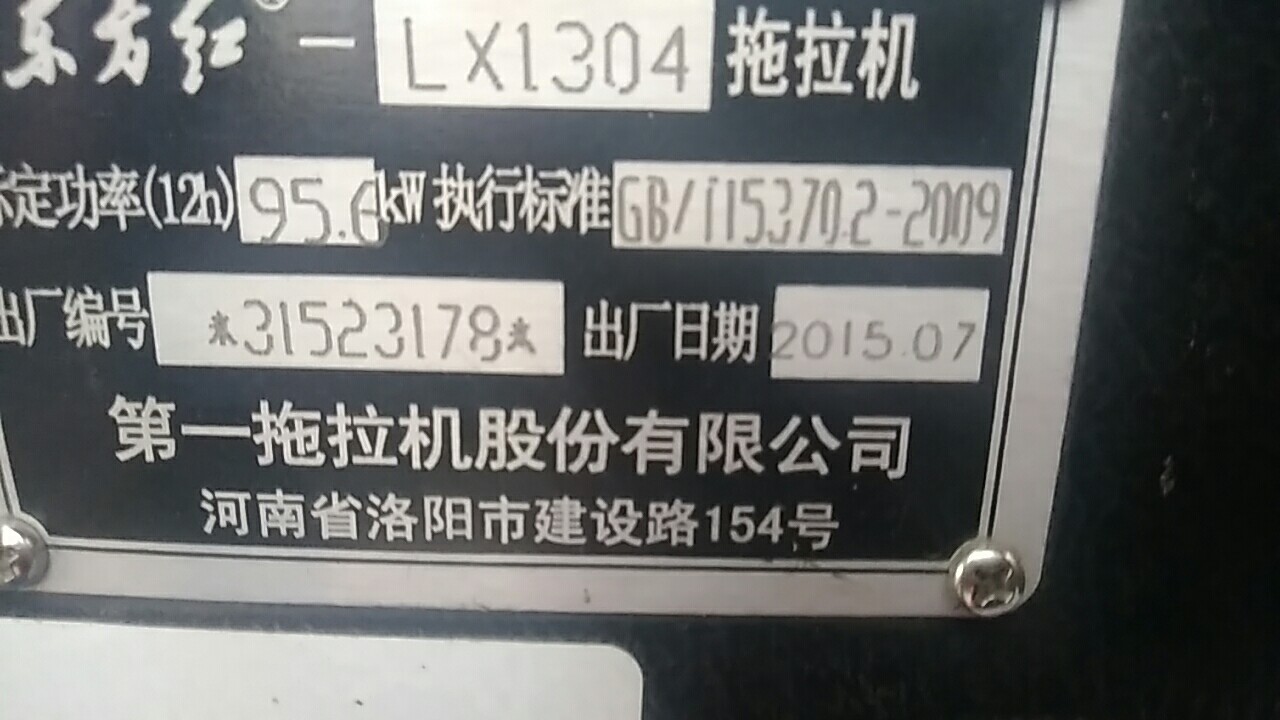 东方红® — LX1304 拖拉机
标定功率(12h) 95.6kW 执行标准 GB/T15370.2-2009
出厂编号 *31523178* 出厂日期 2015.07
第一拖拉机股份有限公司
河南省洛阳市建设路154号